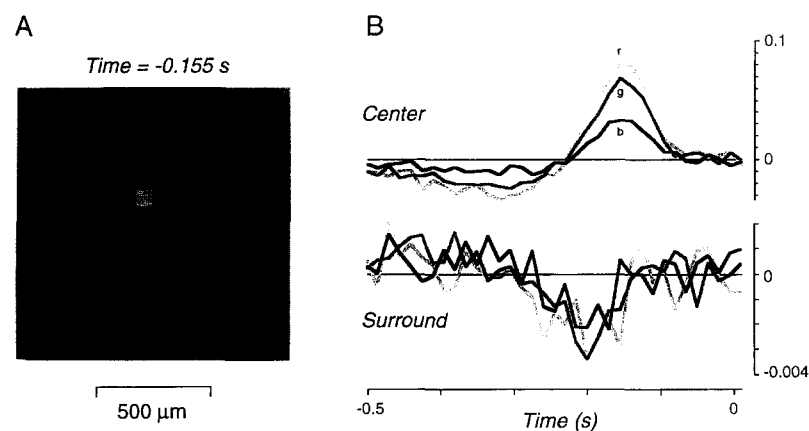 A
Time = -0.155 s
500 µm
B
r
g
b
Center
0.1
0
Surround
0
-0.004
-0.5
0
Time (s)